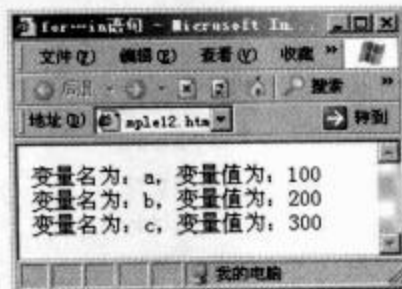 for…in语句 - Microsoft In...
文件(F) 编辑(E) 查看(V) 收藏 »
后退 搜索 »
地址(D) mple12.htm 转到
变量名为: a, 变量值为: 100
变量名为: b, 变量值为: 200
变量名为: c, 变量值为: 300
我的电脑